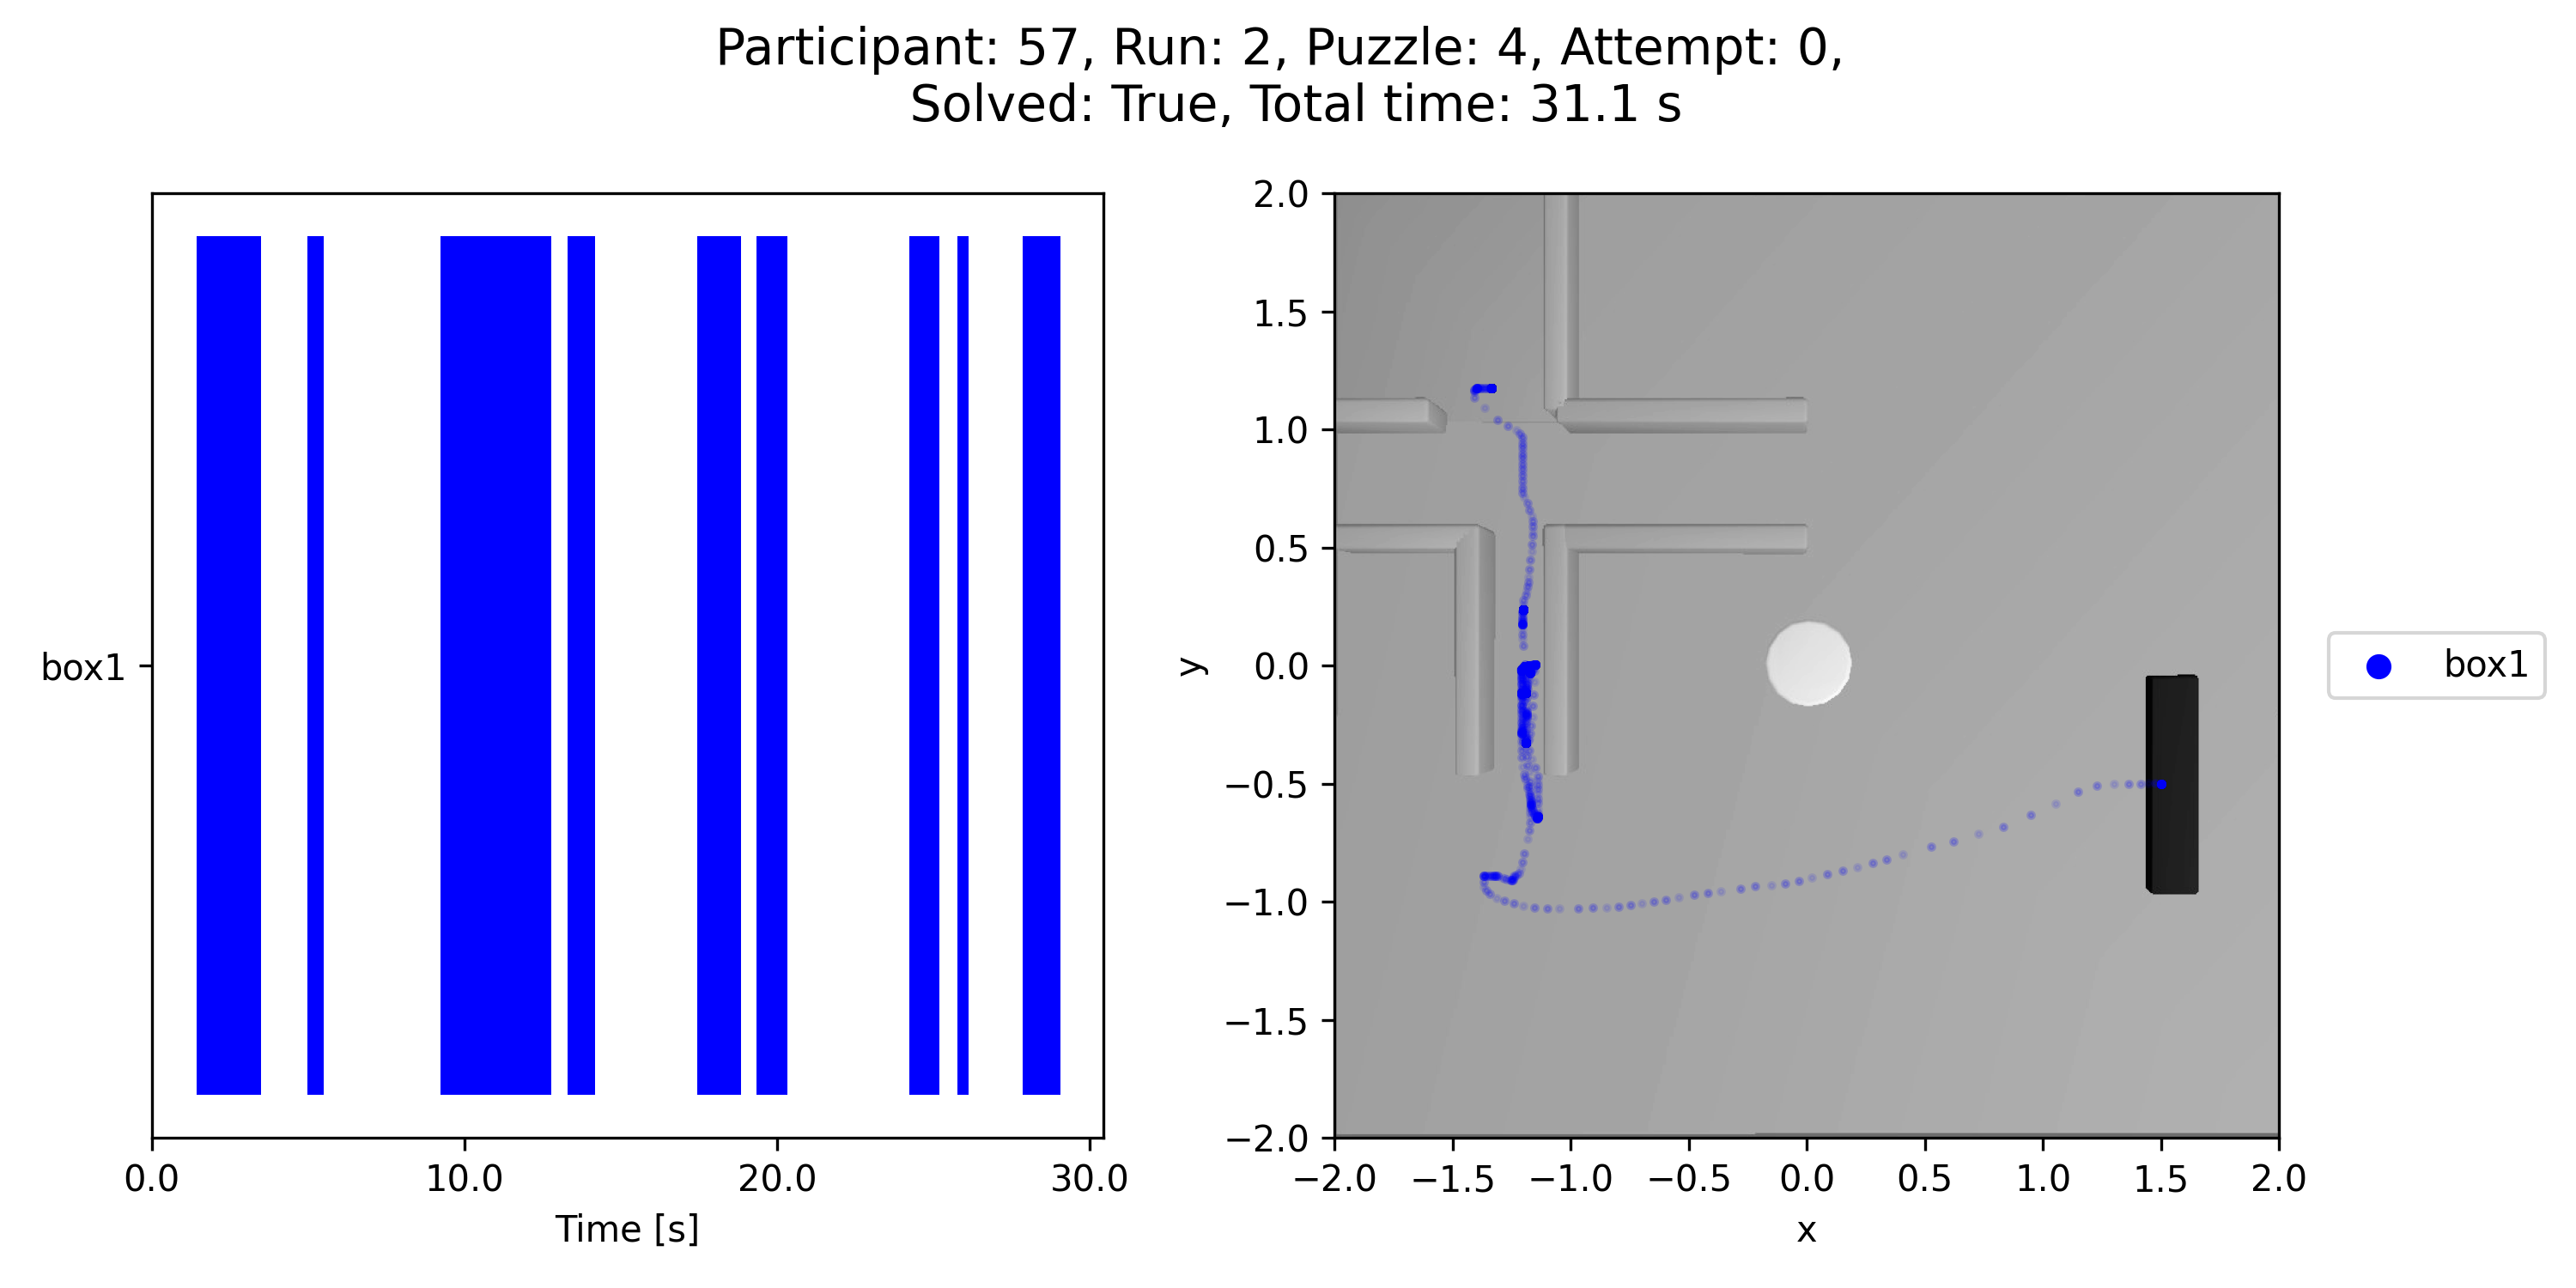 Participant: 57, Run: 2, Puzzle: 4, Attempt: 0,
Solved: True, Total time: 31.1 s
box1
0.0 10.0 20.0 30.0
Time [s]
2.0
1.5
1.0
0.5
0.0
−0.5
−1.0
−1.5
−2.0
y
−2.0 −1.5 −1.0 −0.5 0.0 0.5 1.0 1.5 2.0
x
box1